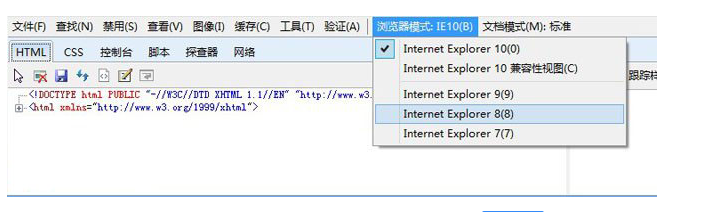 文件(F) 查找(N) 禁用(S) 查看(V) 图像(I) 缓存(C) 工具(T) 验证(A) 浏览器模式: IE10(B) 文档模式(M): 标准
HTML CSS 控制台 脚本 探查器 网络
Internet Explorer 10(0)
Internet Explorer 10 兼容性视图(C)
Internet Explorer 9(9)
Internet Explorer 8(8)
Internet Explorer 7(7)
<!DOCTYPE html PUBLIC "-//W3C//DTD XHTML 1.1//EN" "http://www.w3.
<html xmlns="http://www.w3.org/1999/xhtml">
跟踪